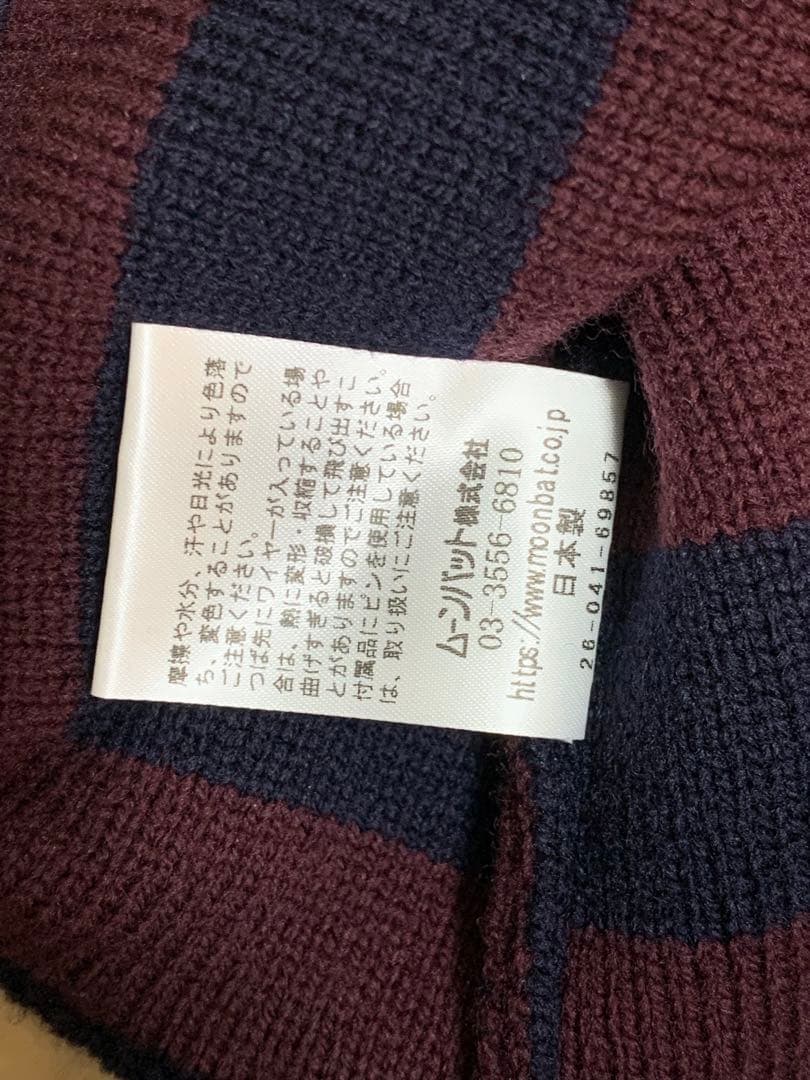 摩擦や水分、汗や日光により色落
ち、変色することがありますので
ご注意ください。
つば先にワイヤーが入っている場
合は、熱に変形・収縮することや
曲げすぎると破損して飛び出すこ
とがありますのでご注意ください。
付属品にピンを使用している場合
は、取り扱いにご注意ください。
ムーンバット株式会社
03-3556-6810
https://www.moonbat.co.jp
日本製
26-041-69857